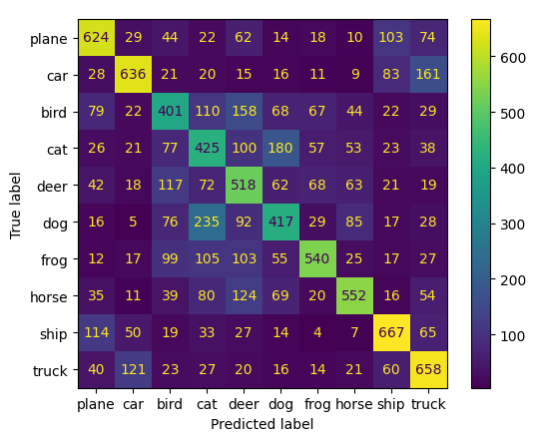 plane 624 29 44 22 62 14 18 10 103 74
car 28 636 21 20 15 16 11 9 83 161
bird 79 22 401 110 158 68 67 44 22 29
cat 26 21 77 425 100 180 57 53 23 38
deer 42 18 117 72 518 62 68 63 21 19
dog 16 5 76 235 92 417 29 85 17 28
frog 12 17 99 105 103 55 540 25 17 27
horse 35 11 39 80 124 69 20 552 16 54
ship 114 50 19 33 27 14 4 7 667 65
truck 40 121 23 27 20 16 14 21 60 658
plane car bird cat deer dog frog horse ship truck
Predicted label
True label
600
500
400
300
200
100